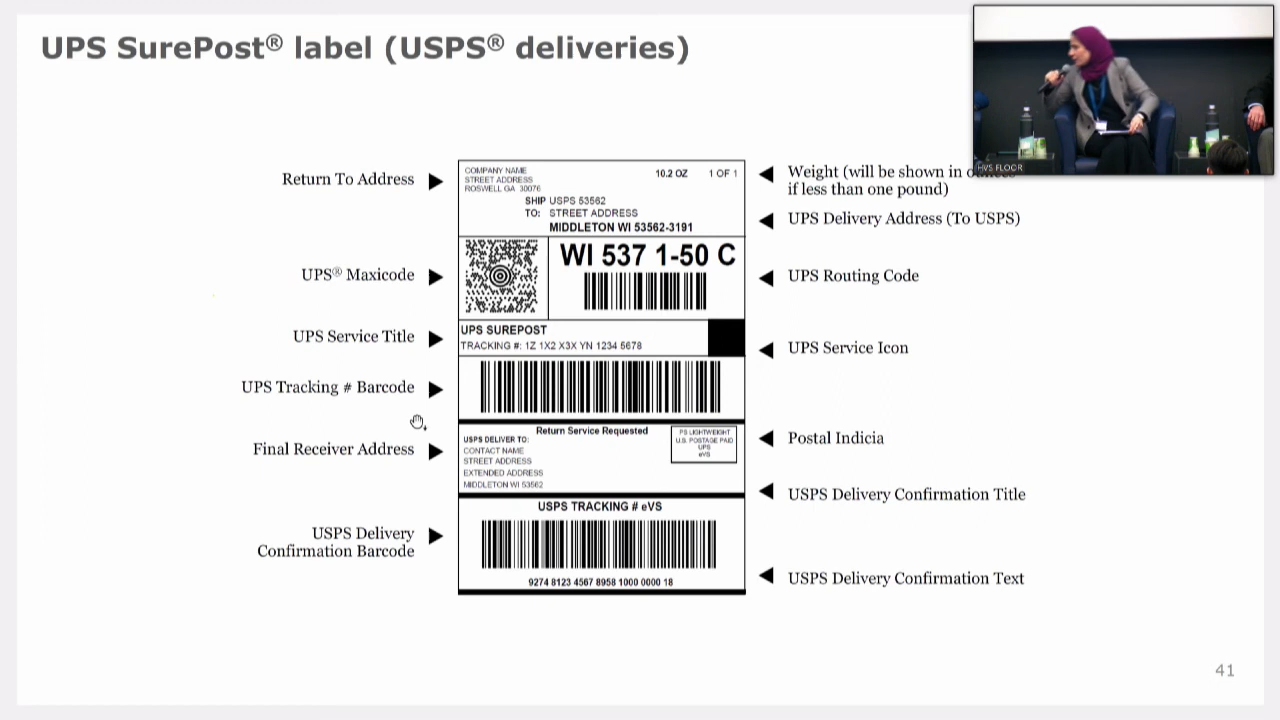 UPS SurePost® label (USPS® deliveries)
HVS FLOOR
Return To Address
UPS® Maxicode
UPS Service Title
UPS Tracking # Barcode
Final Receiver Address
USPS Delivery
Confirmation Barcode
COMPANY NAME
STREET ADDRESS
ROSWELL GA 30076
10.2 OZ 1 OF 1
SHIP USPS 53562
TO: STREET ADDRESS
MIDDLETON WI 53562-3191
WI 537 1-50 C
UPS SUREPOST
TRACKING #: 1Z 1X2 X3X YN 1234 5678
Return Service Requested
USPS DELIVER TO:
CONTACT NAME
STREET ADDRESS
EXTENDED ADDRESS
MIDDLETON WI 53562
PS LIGHTWEIGHT
U.S. POSTAGE PAID
UPS
eVS
USPS TRACKING # eVS
9274 8123 4567 8958 1000 0000 18
Weight (will be shown in
if less than one pound)
UPS Delivery Address (To USPS)
UPS Routing Code
UPS Service Icon
Postal Indicia
USPS Delivery Confirmation Title
USPS Delivery Confirmation Text
41